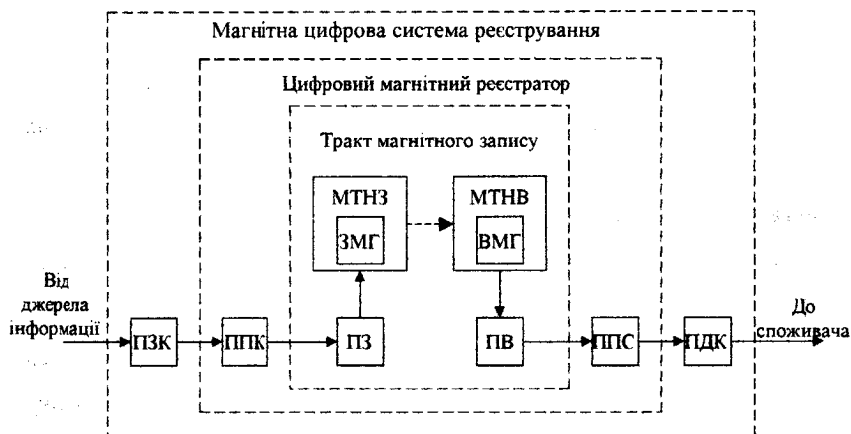 Магнітна цифрова система реєстрування
Цифровий магнітний реєстратор
Тракт магнітного запису
МТНЗ
МТНВ
ЗМГ
ВМГ
Від
джерела
інформації
ПЗК
ППК
ПЗ
ПВ
ППС
ПДК
До
споживача